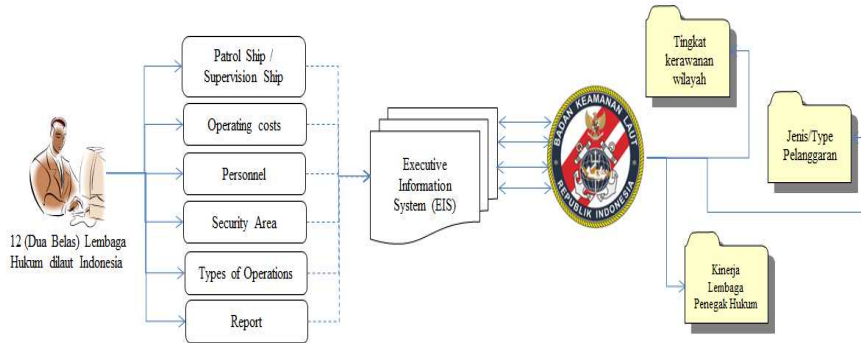 12 (Dua Belas) Lembaga
Hukum dilaut Indonesia
Patrol Ship /
Supervision Ship
Operating costs
Personnel
Security Area
Types of Operations
Report
Executive
Information
System (EIS)
BADAN KEAMANAN LAUT
REPUBLIK INDONESIA
Tingkat
kerawanan
wilayah
Jenis/Type
Pelanggaran
Kinerja
Lembaga
Penegak Hukum